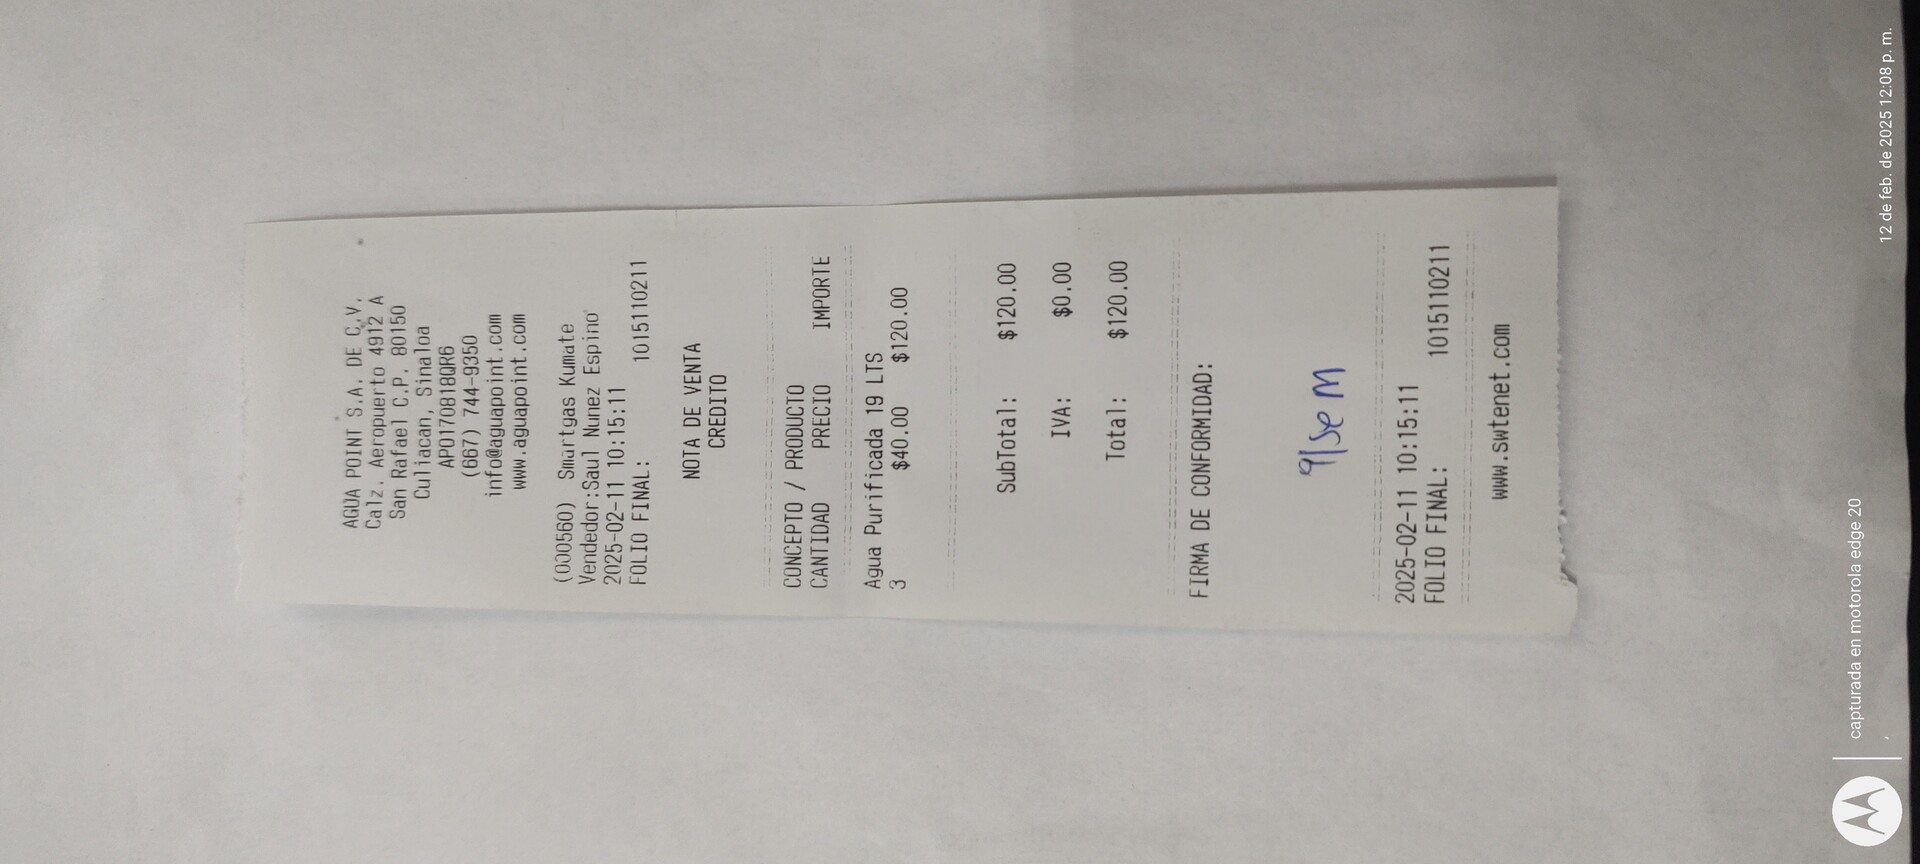 AGUA POINT S.A. DE C.V.
Calz. Aeropuerto 4912 A
San Rafael C.P. 80150
Culiacan, Sinaloa
APO170818QR6
(667) 744-9350
info@aguapoint.com
www.aguapoint.com
(000560) Smartgas Kumate
Vendedor:Saul Nunez Espino
2025-02-11 10:15:11
FOLIO FINAL: 1015110211
NOTA DE VENTA
CREDITO
CONCEPTO / PRODUCTO
CANTIDAD PRECIO IMPORTE
Agua Purificada 19 LTS
3 $40.00 $120.00
SubTotal: $120.00
IVA: $0.00
Total: $120.00
FIRMA DE CONFORMIDAD:
9/sem
2025-02-11 10:15:11
FOLIO FINAL: 1015110211
www.swtenet.com
capturada en motorola edge 20
12 de feb. de 2025 12:08 p. m.